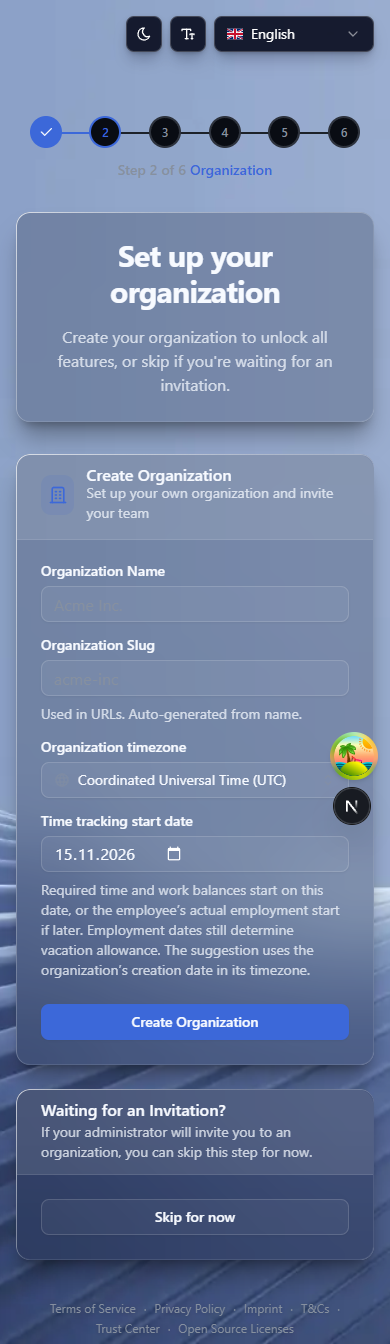 English
2
3
4
5
6
Step 2 of 6 Organization
Set up your
organization
Create your organization to unlock all
features, or skip if you're waiting for an
invitation.
Create Organization
Set up your own organization and invite
your team
Organization Name
Acme Inc.
Organization Slug
acme-inc
Used in URLs. Auto-generated from name.
Organization timezone
Coordinated Universal Time (UTC)
Time tracking start date
15.11.2026
Required time and work balances start on this
date, or the employee’s actual employment start
if later. Employment dates still determine
vacation allowance. The suggestion uses the
organization’s creation date in its timezone.
Create Organization
Waiting for an Invitation?
If your administrator will invite you to an
organization, you can skip this step for now.
Skip for now
Terms of Service · Privacy Policy · Imprint · T&Cs ·
Trust Center · Open Source Licenses